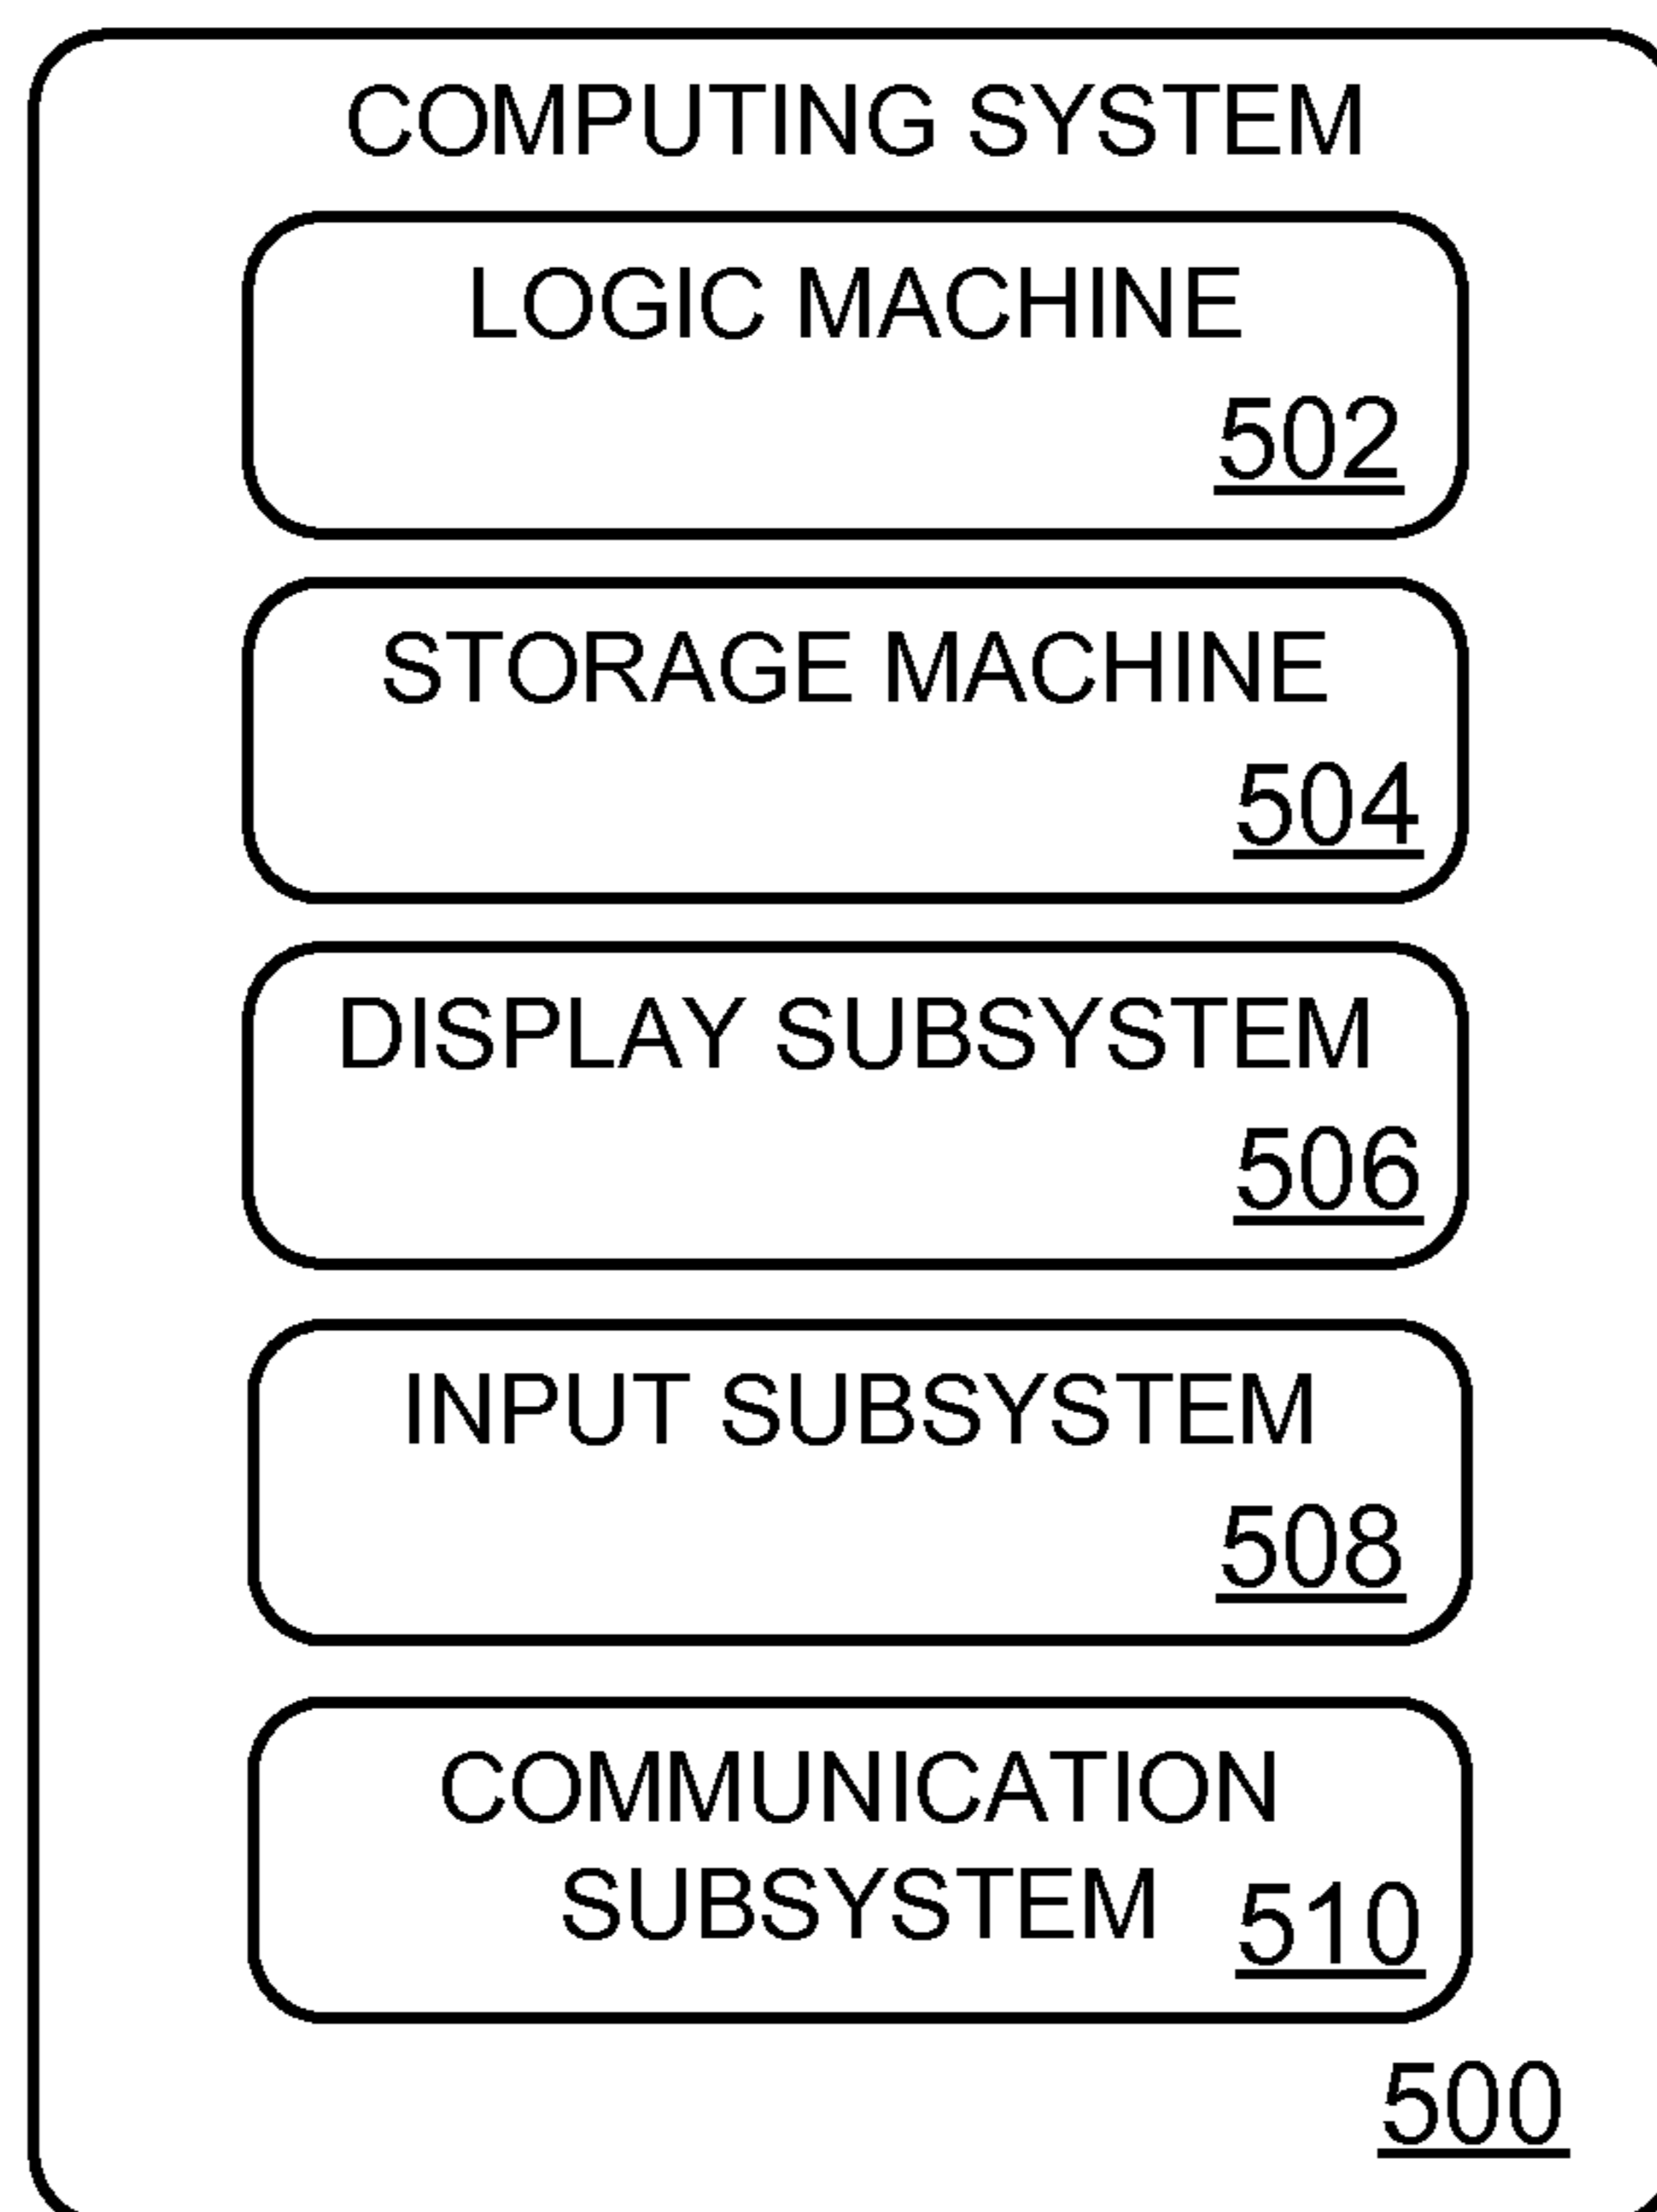 COMPUTING SYSTEM
LOGIC MACHINE
502
STORAGE MACHINE
504
DISPLAY SUBSYSTEM
506
INPUT SUBSYSTEM
508
COMMUNICATION
SUBSYSTEM 510
500